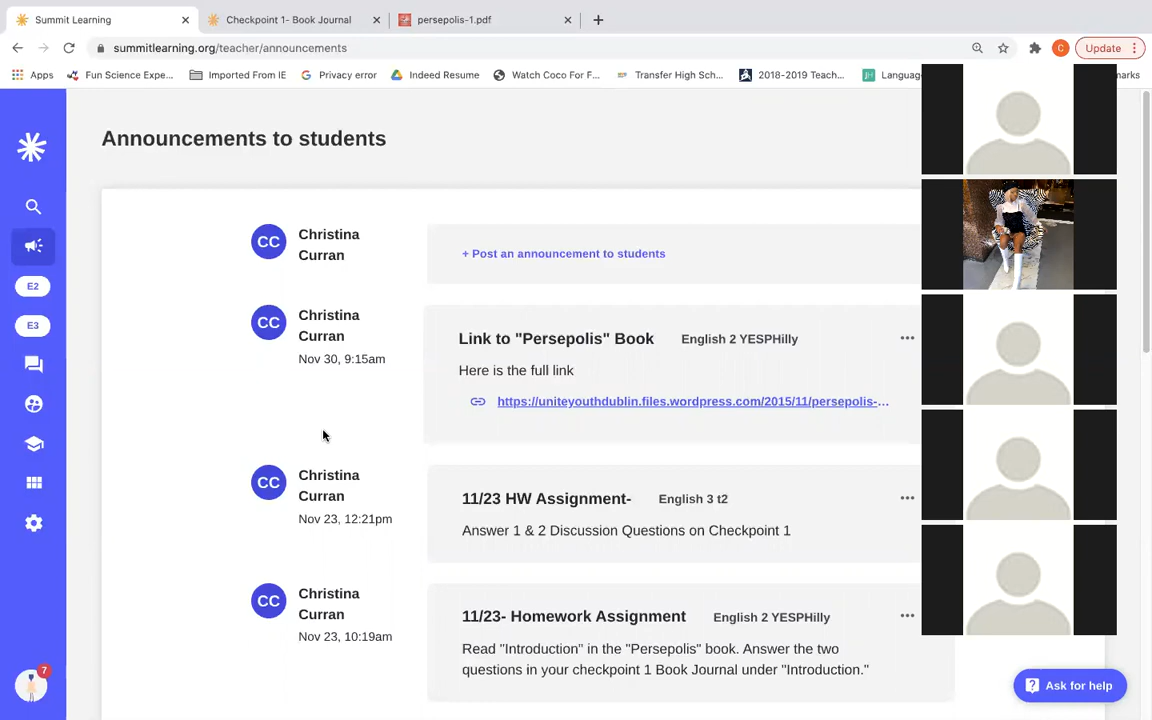 Summit Learning
Checkpoint 1- Book Journal
persepolis-1.pdf
summitlearning.org/teacher/announcements
C
Update
Apps
Fun Science Expe...
Imported From IE
Privacy error
Indeed Resume
Watch Coco For F...
Transfer High Sch...
2018-2019 Teach...
JH
Languag
marks
Announcements to students
CC
Christina
Curran
+ Post an announcement to students
E2
E3
CC
Christina
Curran
Nov 30, 9:15am
Link to "Persepolis" Book
English 2 YESPHilly
Here is the full link
https://uniteyouthdublin.files.wordpress.com/2015/11/persepolis-...
CC
Christina
Curran
Nov 23, 12:21pm
11/23 HW Assignment-
English 3 t2
Answer 1 & 2 Discussion Questions on Checkpoint 1
CC
Christina
Curran
Nov 23, 10:19am
11/23- Homework Assignment
English 2 YESPHilly
Read "Introduction" in the "Persepolis" book. Answer the two
questions in your checkpoint 1 Book Journal under "Introduction."
7
Ask for help